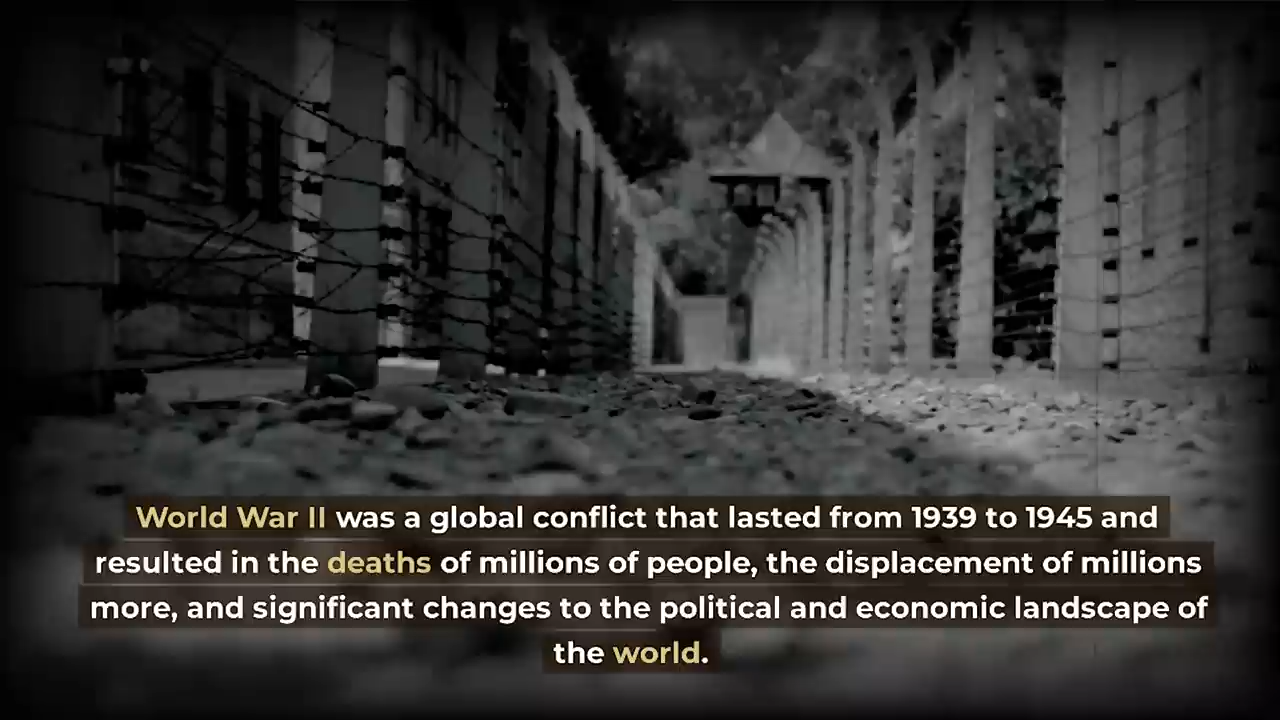 World War II was a global conflict that lasted from 1939 to 1945 and
resulted in the deaths of millions of people, the displacement of millions
more, and significant changes to the political and economic landscape of
the world.